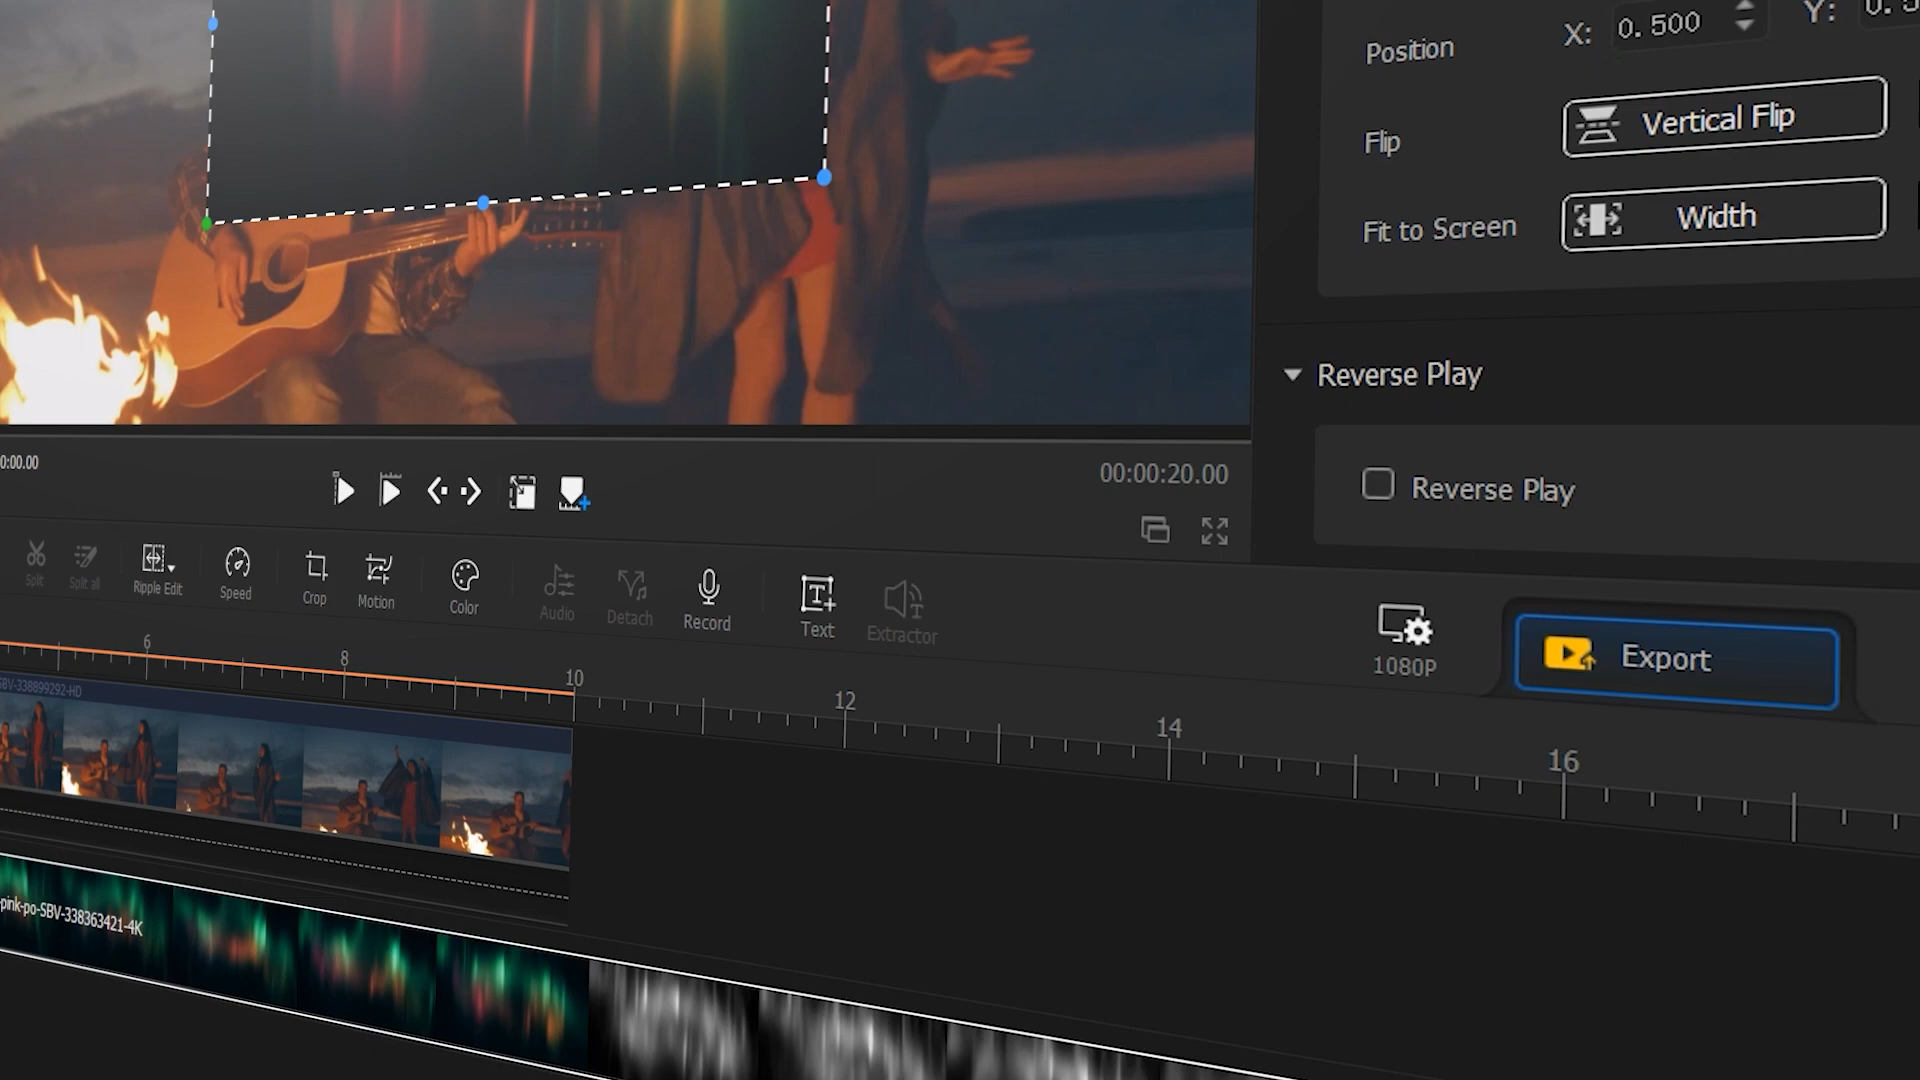 Position
X:
0.500
Y:
Flip
Vertical Flip
Fit to Screen
Width
Reverse Play
Reverse Play
0:00.00
00:00:20.00
Split
Split all
Ripple Edit
Speed
Crop
Motion
Color
Audio
Detach
Record
Text
Extractor
1080P
Export
6
8
10
12
14
16
SBV-338899292-HD
-pink-po-SBV-338363421-4K